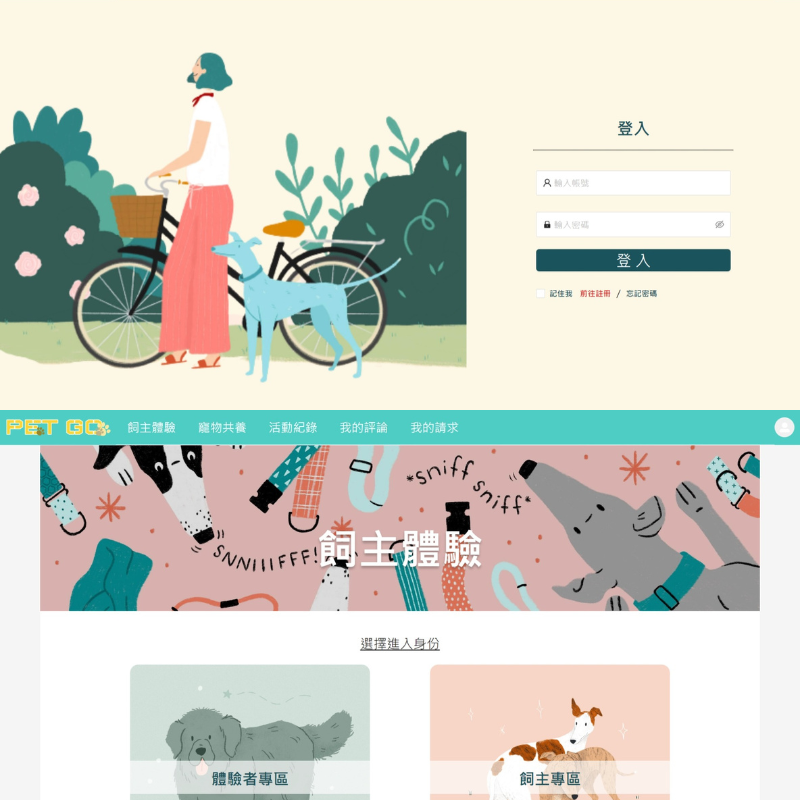 登入
輸入帳號
輸入密碼
登入
記住我 前往註冊 / 忘記密碼
PET GO 飼主體驗 寵物共養 活動紀錄 我的評論 我的請求
*sniff sniff*
SNNIIIFFF!
飼主體驗
選擇進入身份
體驗者專區
飼主專區